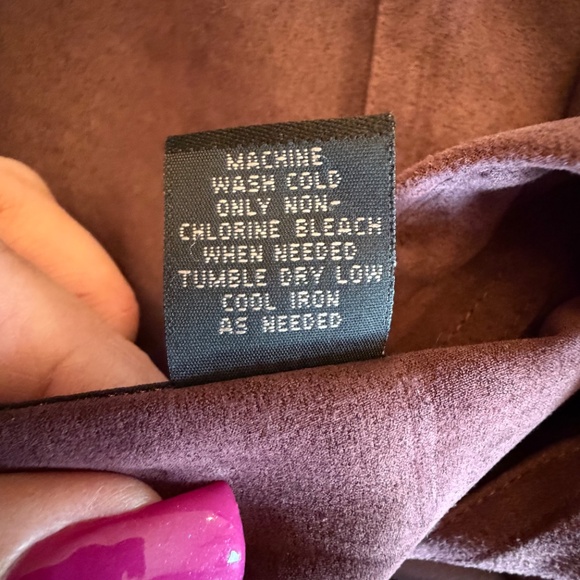 MACHINE
WASH COLD
ONLY NON-
CHLORINE BLEACH
WHEN NEEDED
TUMBLE DRY LOW
COOL IRON
AS NEEDED